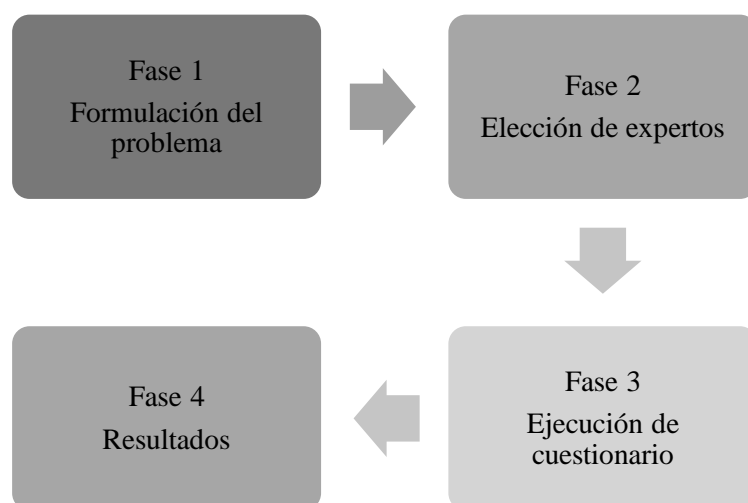 Fase 1
Formulación del
problema
Fase 2
Elección de expertos
Fase 3
Ejecución de
cuestionario
Fase 4
Resultados